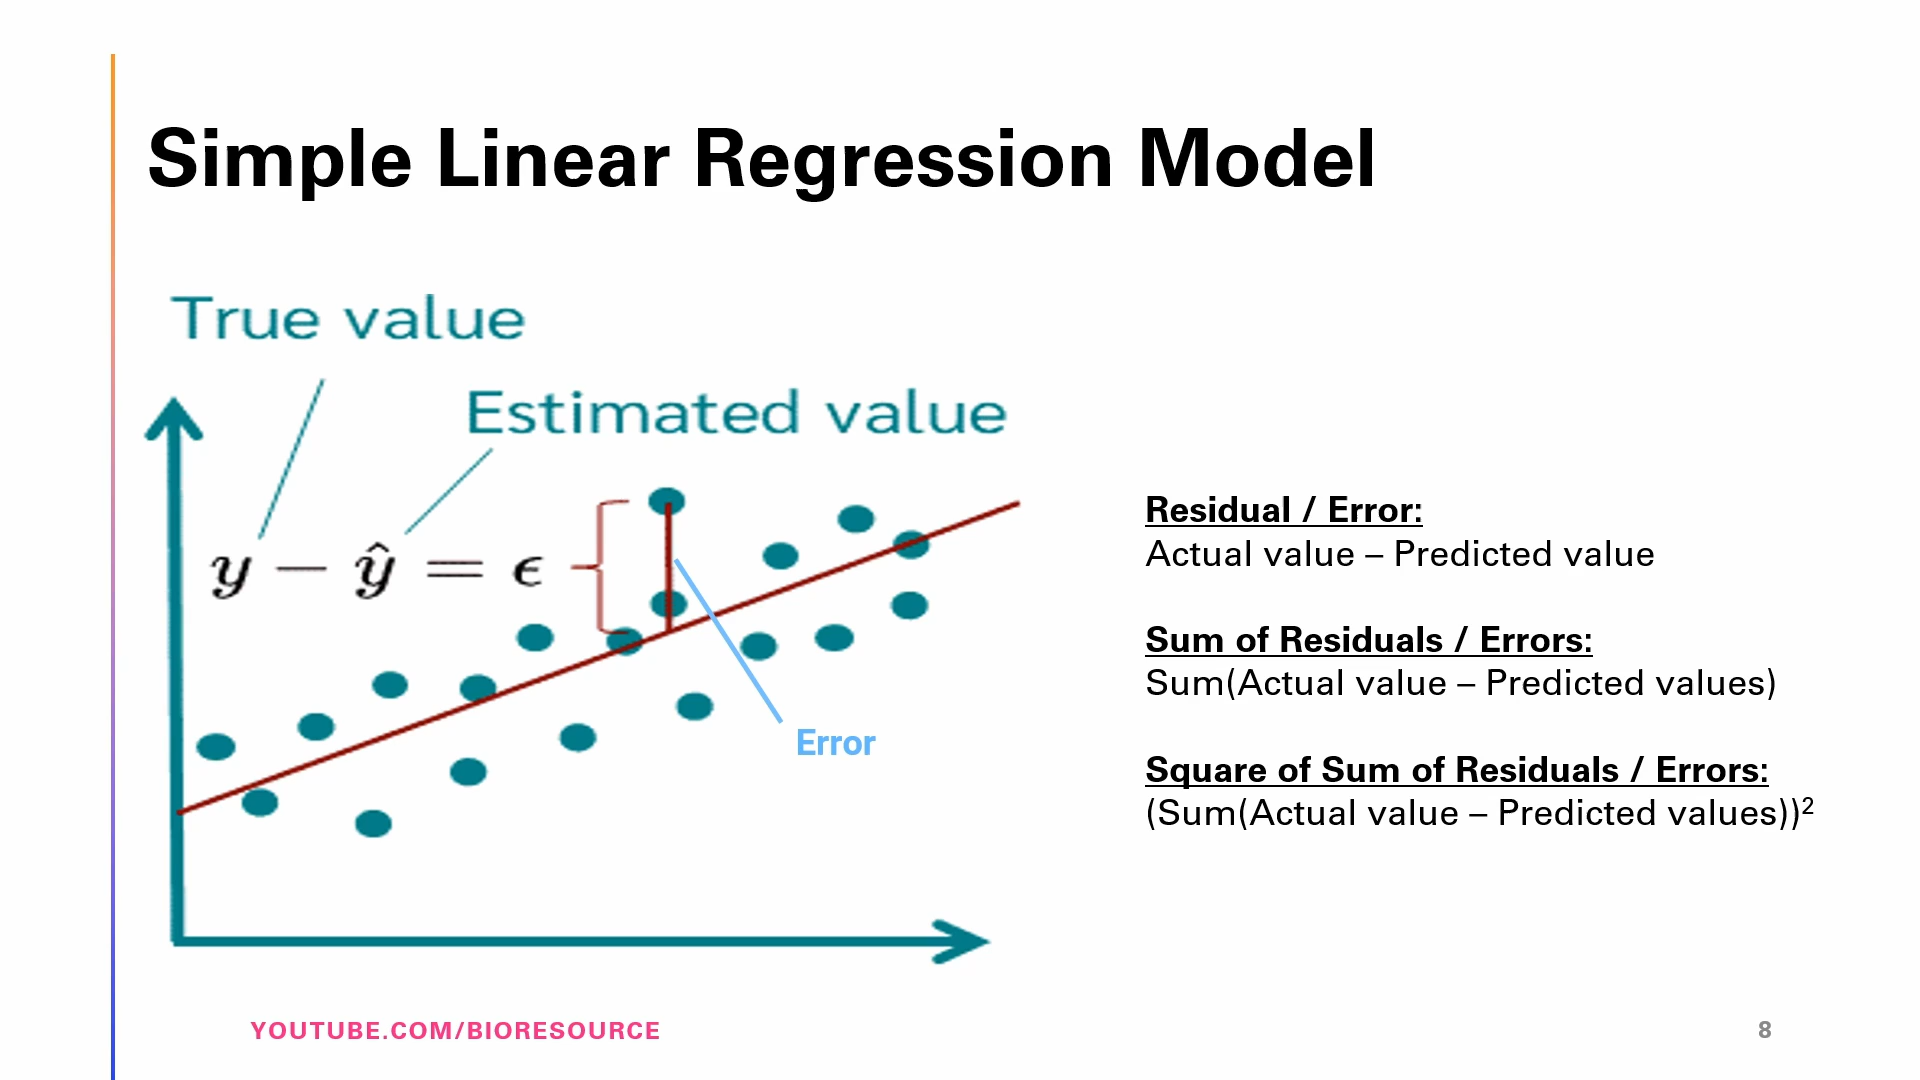 Simple Linear Regression Model
True value
Estimated value
y − ŷ = ϵ
Error
Residual / Error:
Actual value – Predicted value
Sum of Residuals / Errors:
Sum(Actual value – Predicted values)
Square of Sum of Residuals / Errors:
(Sum(Actual value – Predicted values))²
YOUTUBE.COM/BIORESOURCE
8